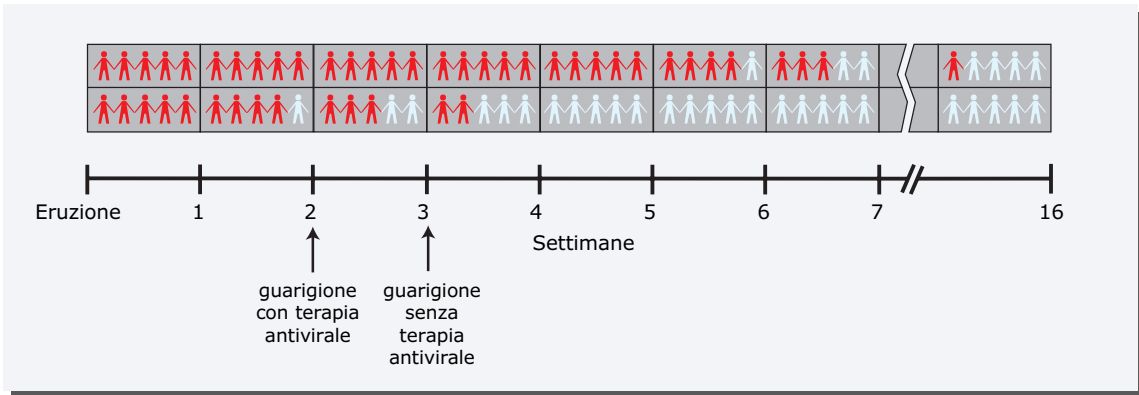 Eruzione 1 2 3 4 5 6 7 16
Settimane
guarigione
con terapia
antivirale
guarigione
senza
terapia
antivirale